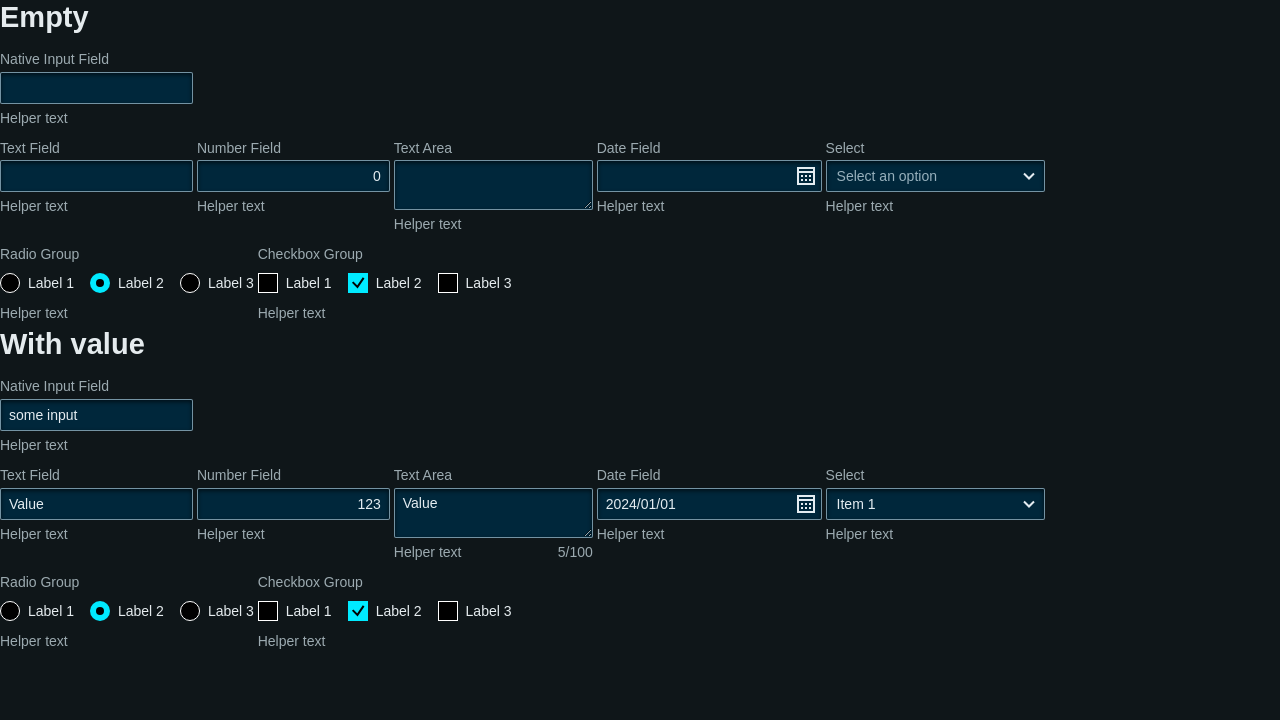 Empty
Native Input Field
Helper text
Text Field Number Field Text Area Date Field Select
0 Select an option
Helper text Helper text Helper text Helper text Helper text
Radio Group Checkbox Group
Label 1 Label 2 Label 3 Label 1 Label 2 Label 3
Helper text Helper text
With value
Native Input Field
some input
Helper text
Text Field Number Field Text Area Date Field Select
Value 123 Value 2024/01/01 Item 1
Helper text Helper text Helper text 5/100 Helper text Helper text
Radio Group Checkbox Group
Label 1 Label 2 Label 3 Label 1 Label 2 Label 3
Helper text Helper text